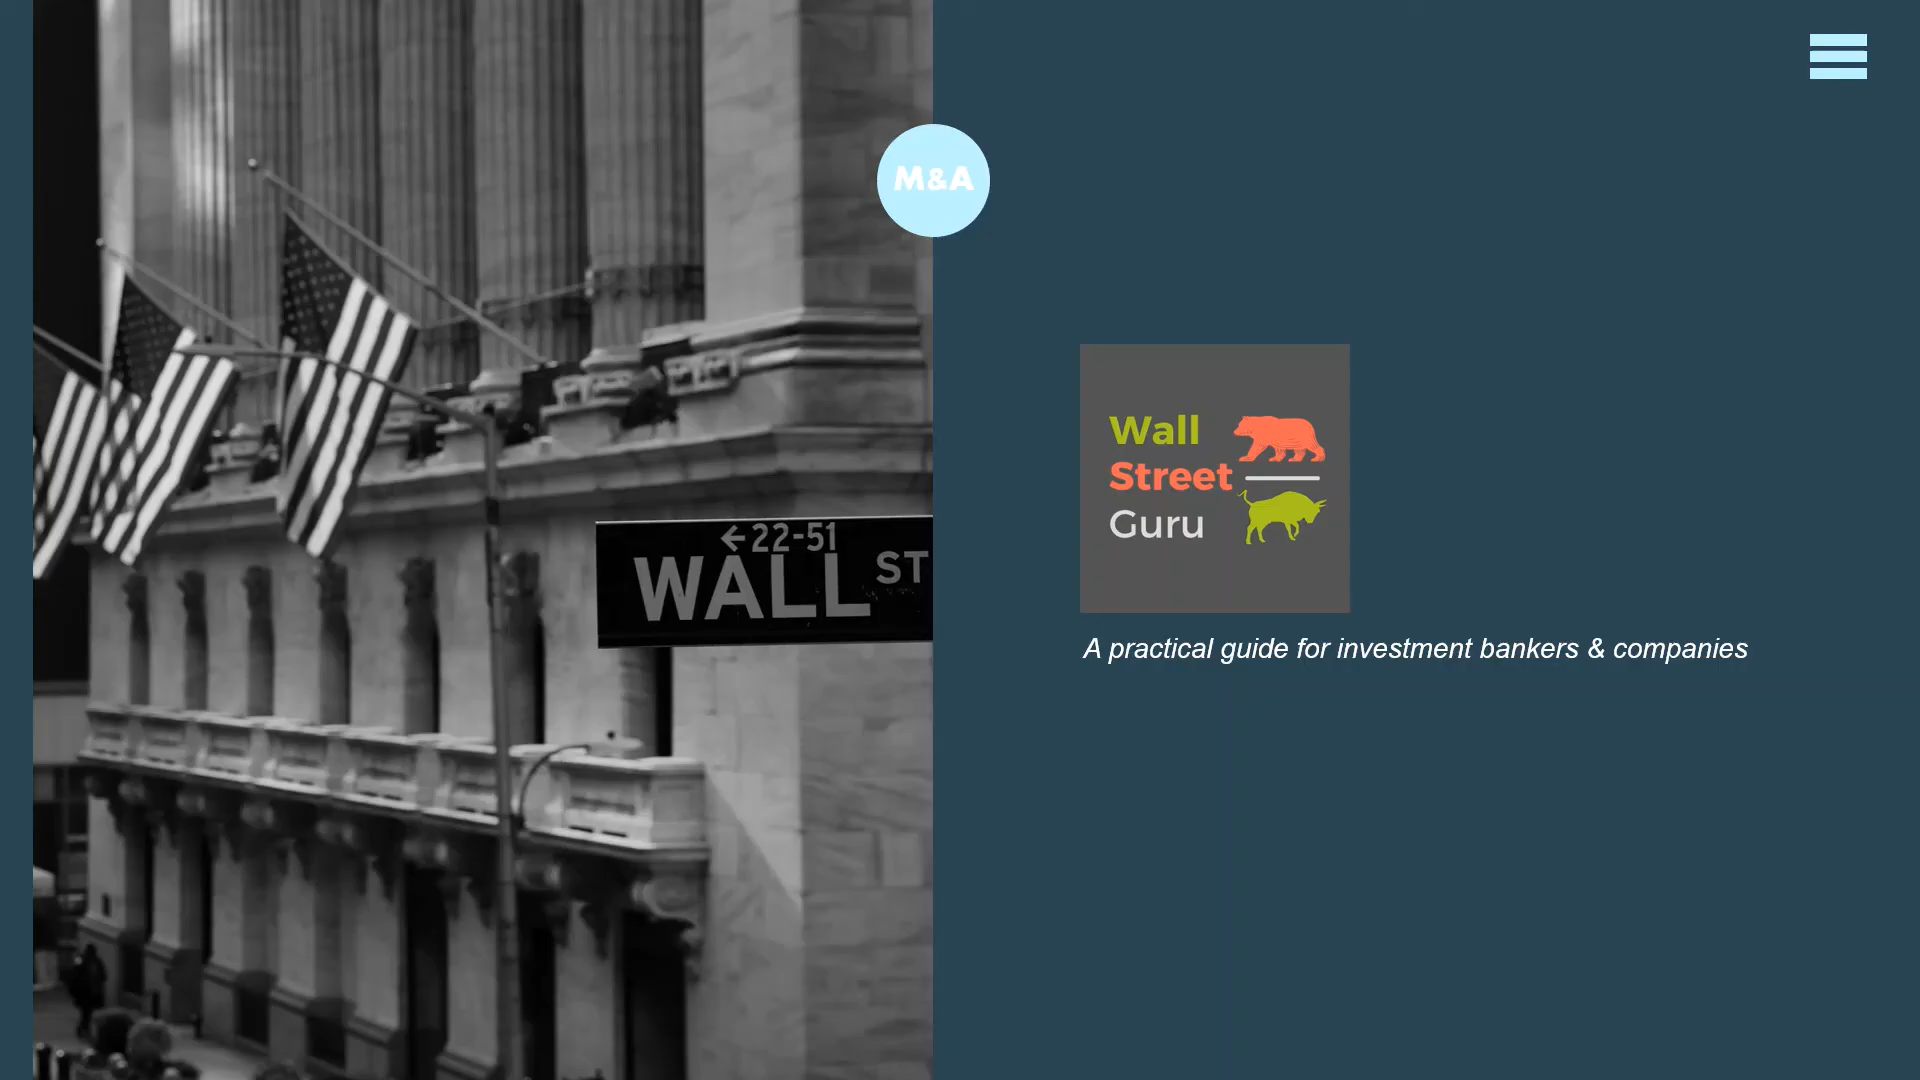 M&A
←22-51
WALL ST
Wall
Street
Guru
A practical guide for investment bankers & companies